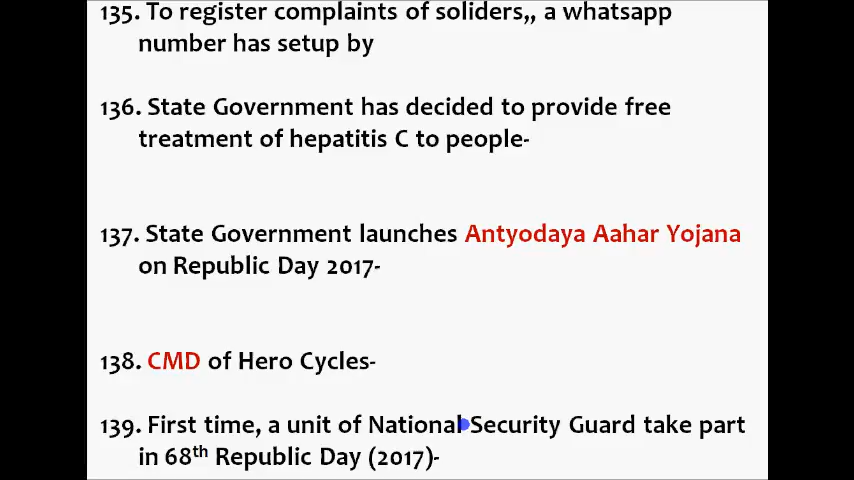 135. To register complaints of soliders,, a whatsapp
number has setup by
136. State Government has decided to provide free
treatment of hepatitis C to people-
137. State Government launches Antyodaya Aahar Yojana
on Republic Day 2017-
138. CMD of Hero Cycles-
139. First time, a unit of National Security Guard take part
in 68th Republic Day (2017)-